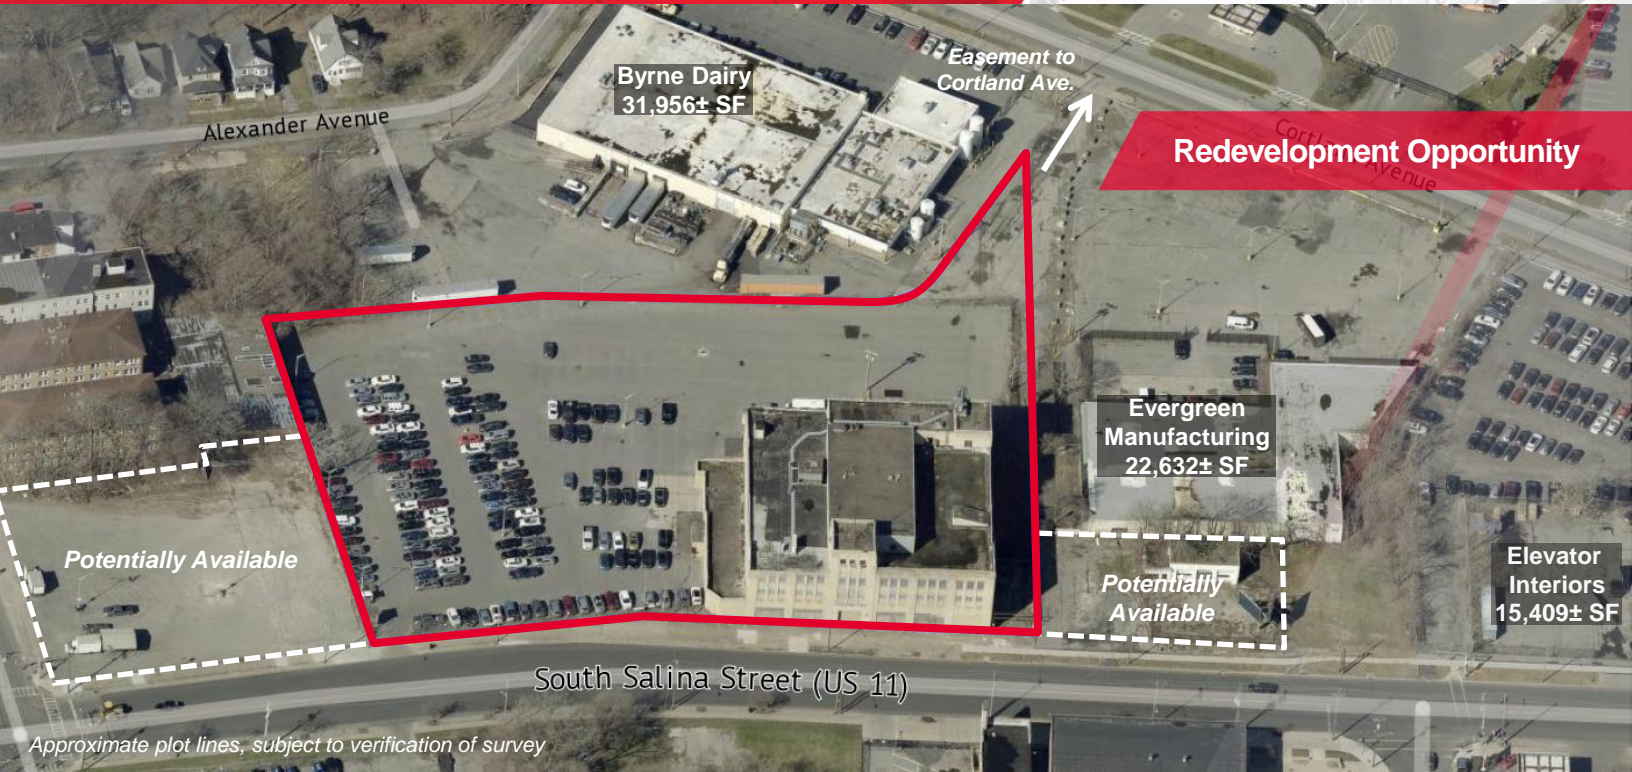 Easement to
Cortland Ave.
Byrne Dairy
31,956± SF
Alexander Avenue
Cortland Avenue
Redevelopment Opportunity
Evergreen
Manufacturing
22,632± SF
Potentially Available
Potentially
Available
Elevator
Interiors
15,409± SF
South Salina Street (US 11)
Approximate plot lines, subject to verification of survey